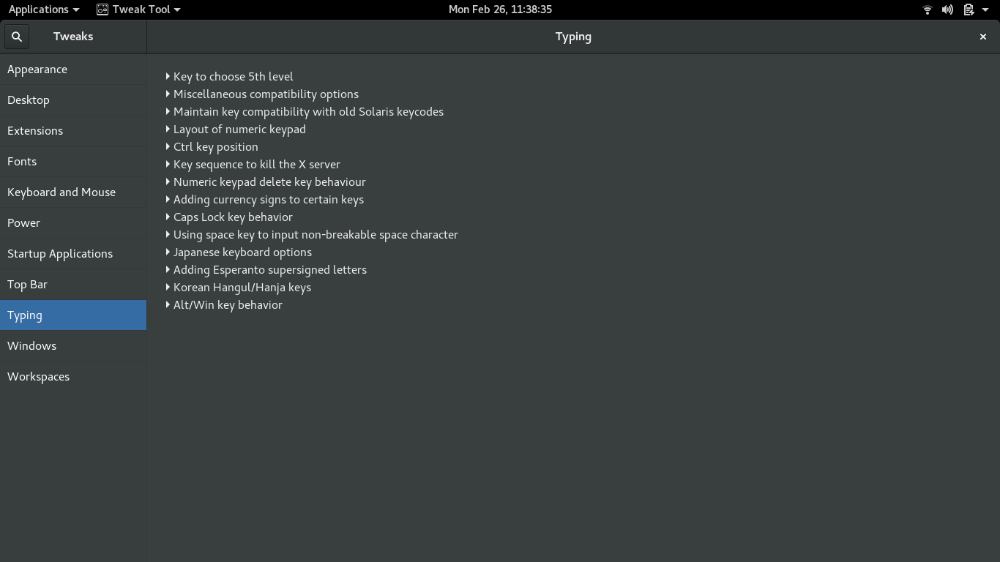 Applications Tweak Tool Mon Feb 26, 11:38:35
Tweaks Typing
Appearance
Desktop
Extensions
Fonts
Keyboard and Mouse
Power
Startup Applications
Top Bar
Typing
Windows
Workspaces
Key to choose 5th level
Miscellaneous compatibility options
Maintain key compatibility with old Solaris keycodes
Layout of numeric keypad
Ctrl key position
Key sequence to kill the X server
Numeric keypad delete key behaviour
Adding currency signs to certain keys
Caps Lock key behavior
Using space key to input non-breakable space character
Japanese keyboard options
Adding Esperanto supersigned letters
Korean Hangul/Hanja keys
Alt/Win key behavior